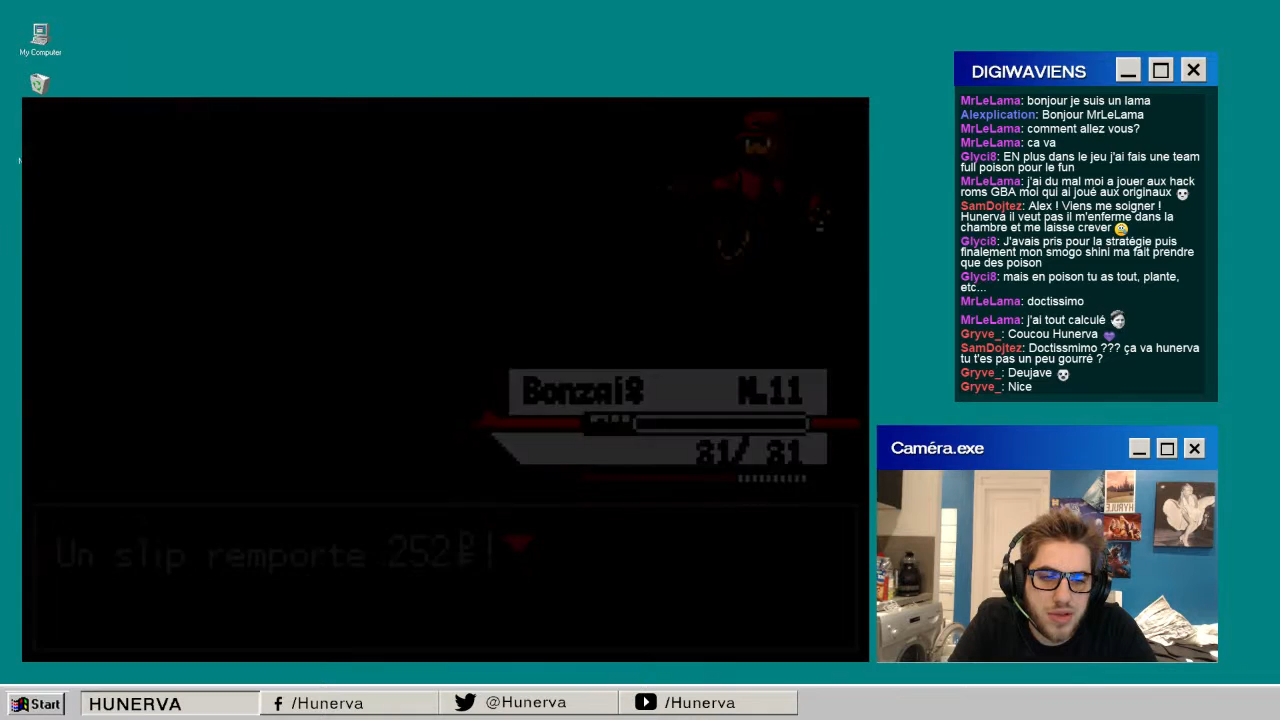 My Computer
DIGIWAVIENS
MrLeLama: bonjour je suis un lama
Alexplication: Bonjour MrLeLama
MrLeLama: comment allez vous?
MrLeLama: ca va
Glyci8: EN plus dans le jeu j'ai fais une team
full poison pour le fun
MrLeLama: j'ai du mal moi a jouer aux hack
roms GBA moi qui ai joué aux originaux
SamDojtez: Alex ! Viens me soigner !
Hunerva il veut pas il m'enferme dans la
chambre et me laisse crever
Glyci8: J'avais pris pour la stratégie puis
finalement mon smogo shini ma fait prendre
que des poison
Glyci8: mais en poison tu as tout, plante,
etc...
MrLeLama: doctissimo
MrLeLama: j'ai tout calculé
Gryve_: Coucou Hunerva
SamDojtez: Doctissmimo ??? ça va hunerva
tu t'es pas un peu gourré ?
Gryve_: Deujave
Gryve_: Nice
Bonzai8 N.11
31/ 31
Un slip remporte 252₽!
Caméra.exe
HYRULE
Start
HUNERVA
/Hunerva
@Hunerva
/Hunerva